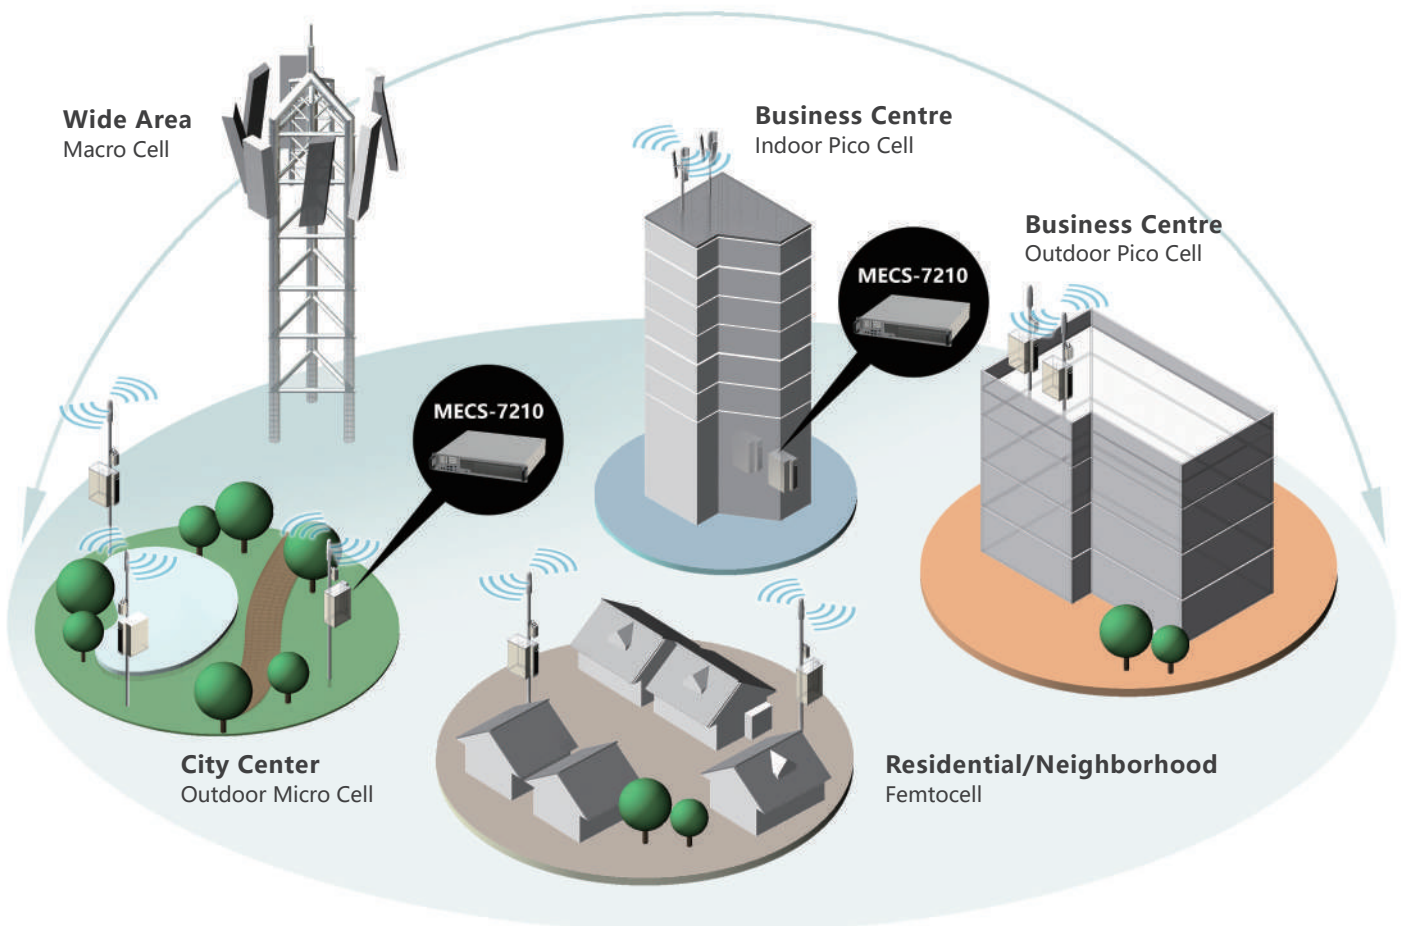 Wide Area
Macro Cell
Business Centre
Indoor Pico Cell
Business Centre
Outdoor Pico Cell
MECS-7210
MECS-7210
City Center
Outdoor Micro Cell
Residential/Neighborhood
Femtocell